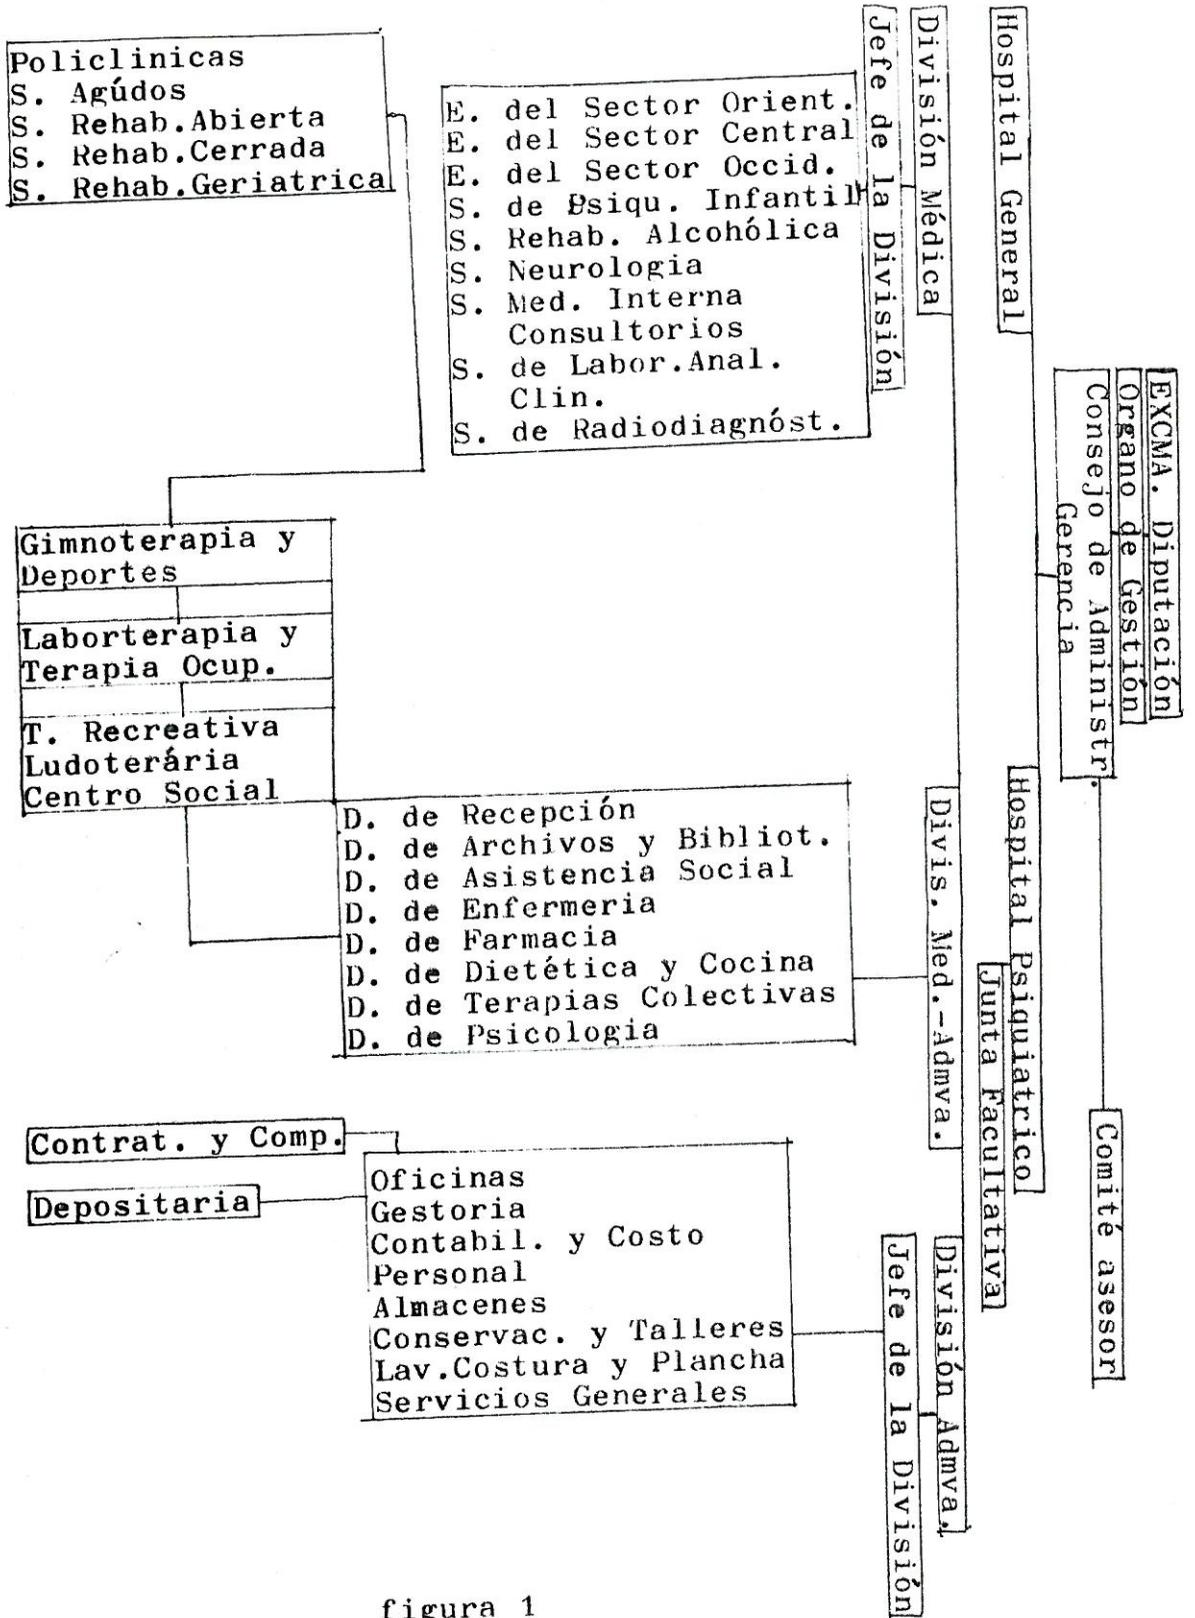 EXCMA. Diputación
Organo de Gestión
Consejo de Administr.
Gerencia
Comité asesor
Hospital General
Hospital Psiquiatrico
Junta Facultativa
División Médica
Jefe de la División
Divis. Med.-Admva.
División Admva.
Jefe de la División
Policlinicas
S. Agúdos
S. Rehab.Abierta
S. Rehab.Cerrada
S. Rehab.Geriatrica
E. del Sector Orient.
E. del Sector Central
E. del Sector Occid.
S. de Psiqu. Infantil
S. Rehab. Alcohólica
S. Neurologia
S. Med. Interna
Consultorios
S. de Labor.Anal.
Clin.
S. de Radiodiagnóst.
Gimnoterapia y
Deportes
Laborterapia y
Terapia Ocup.
T. Recreativa
Ludoterária
Centro Social
D. de Recepción
D. de Archivos y Bibliot.
D. de Asistencia Social
D. de Enfermeria
D. de Farmacia
D. de Dietética y Cocina
D. de Terapias Colectivas
D. de Psicologia
Contrat. y Comp.
Depositaria
Oficinas
Gestoria
Contabil. y Costo
Personal
Almacenes
Conservac. y Talleres
Lav.Costura y Plancha
Servicios Generales
figura 1